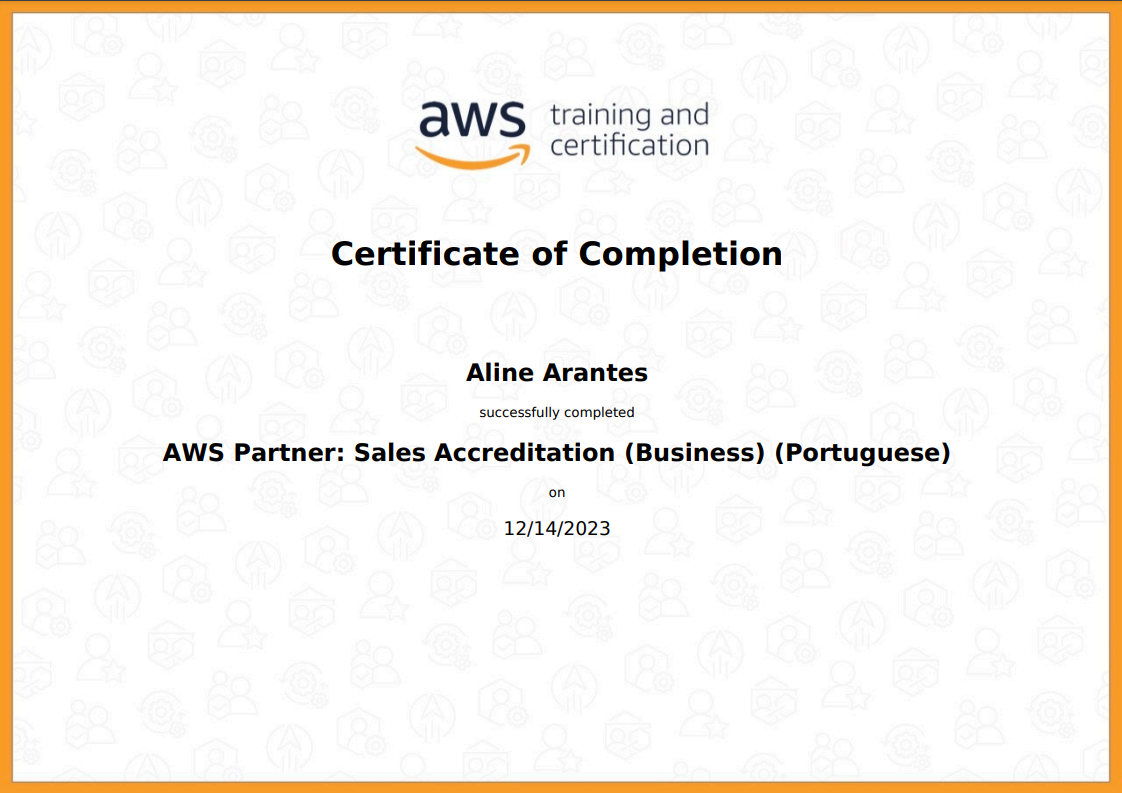 aws training and
certification
Certificate of Completion
Aline Arantes
successfully completed
AWS Partner: Sales Accreditation (Business) (Portuguese)
on
12/14/2023